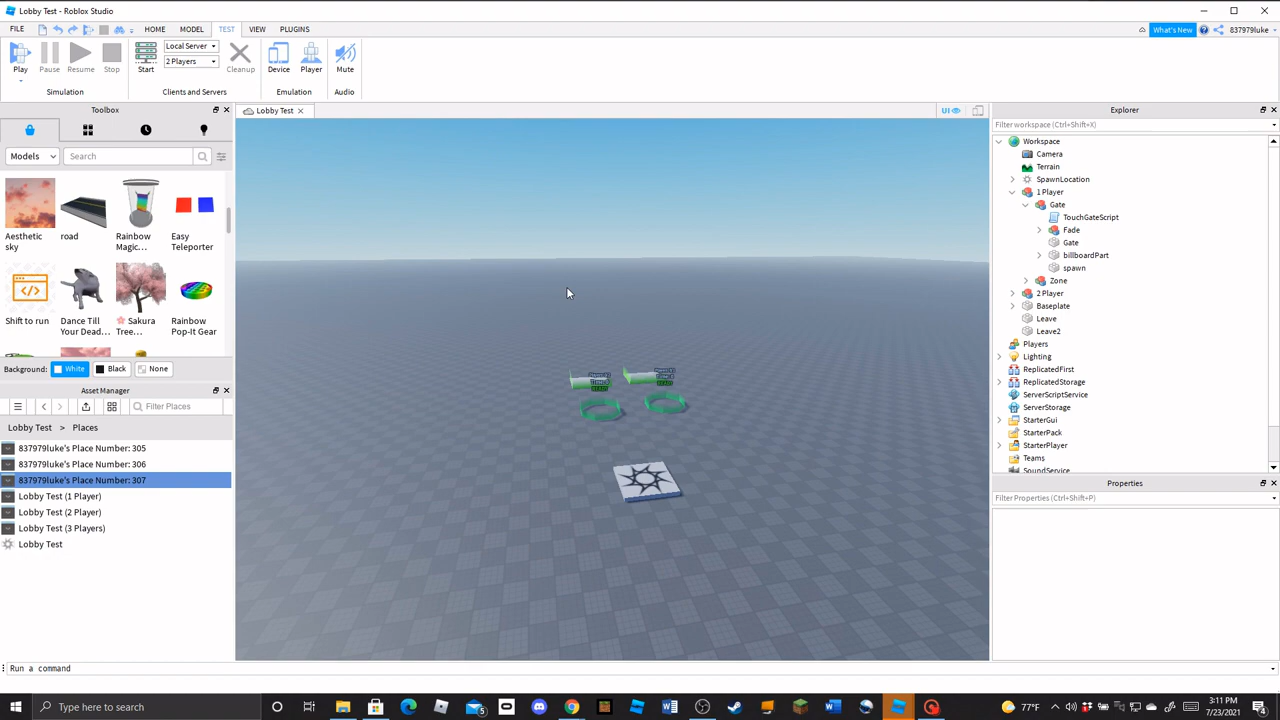 Lobby Test - Roblox Studio
FILE HOME MODEL TEST VIEW PLUGINS What's New 837979luke
Play Pause Resume Stop Start Local Server 2 Players Cleanup Device Player Mute
Simulation Clients and Servers Emulation Audio
Toolbox
Models Search
Aesthetic sky
road
Rainbow Magic...
Easy Teleporter
Shift to run
Dance Till Your Dead...
Sakura Tree...
Rainbow Pop-It Gear
Background: White Black None
Asset Manager
Filter Places
Lobby Test > Places
837979luke's Place Number: 305
837979luke's Place Number: 306
837979luke's Place Number: 307
Lobby Test (1 Player)
Lobby Test (2 Player)
Lobby Test (3 Players)
Lobby Test
Lobby Test UI
Explorer
Filter workspace (Ctrl+Shift+X)
Workspace
Camera
Terrain
SpawnLocation
1 Player
Gate
TouchGateScript
Fade
Gate
billboardPart
spawn
Zone
2 Player
Baseplate
Leave
Leave2
Players
Lighting
ReplicatedFirst
ReplicatedStorage
ServerScriptService
ServerStorage
StarterGui
StarterPack
StarterPlayer
Teams
SoundService
Properties
Filter Properties (Ctrl+Shift+P)
Run a command
Type here to search
77°F
3:11 PM
7/23/2021